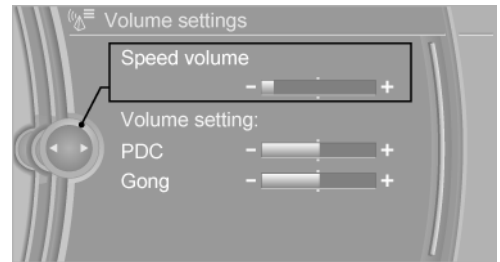 Volume settings
Speed volume
- +
Volume setting:
PDC - +
Gong - +